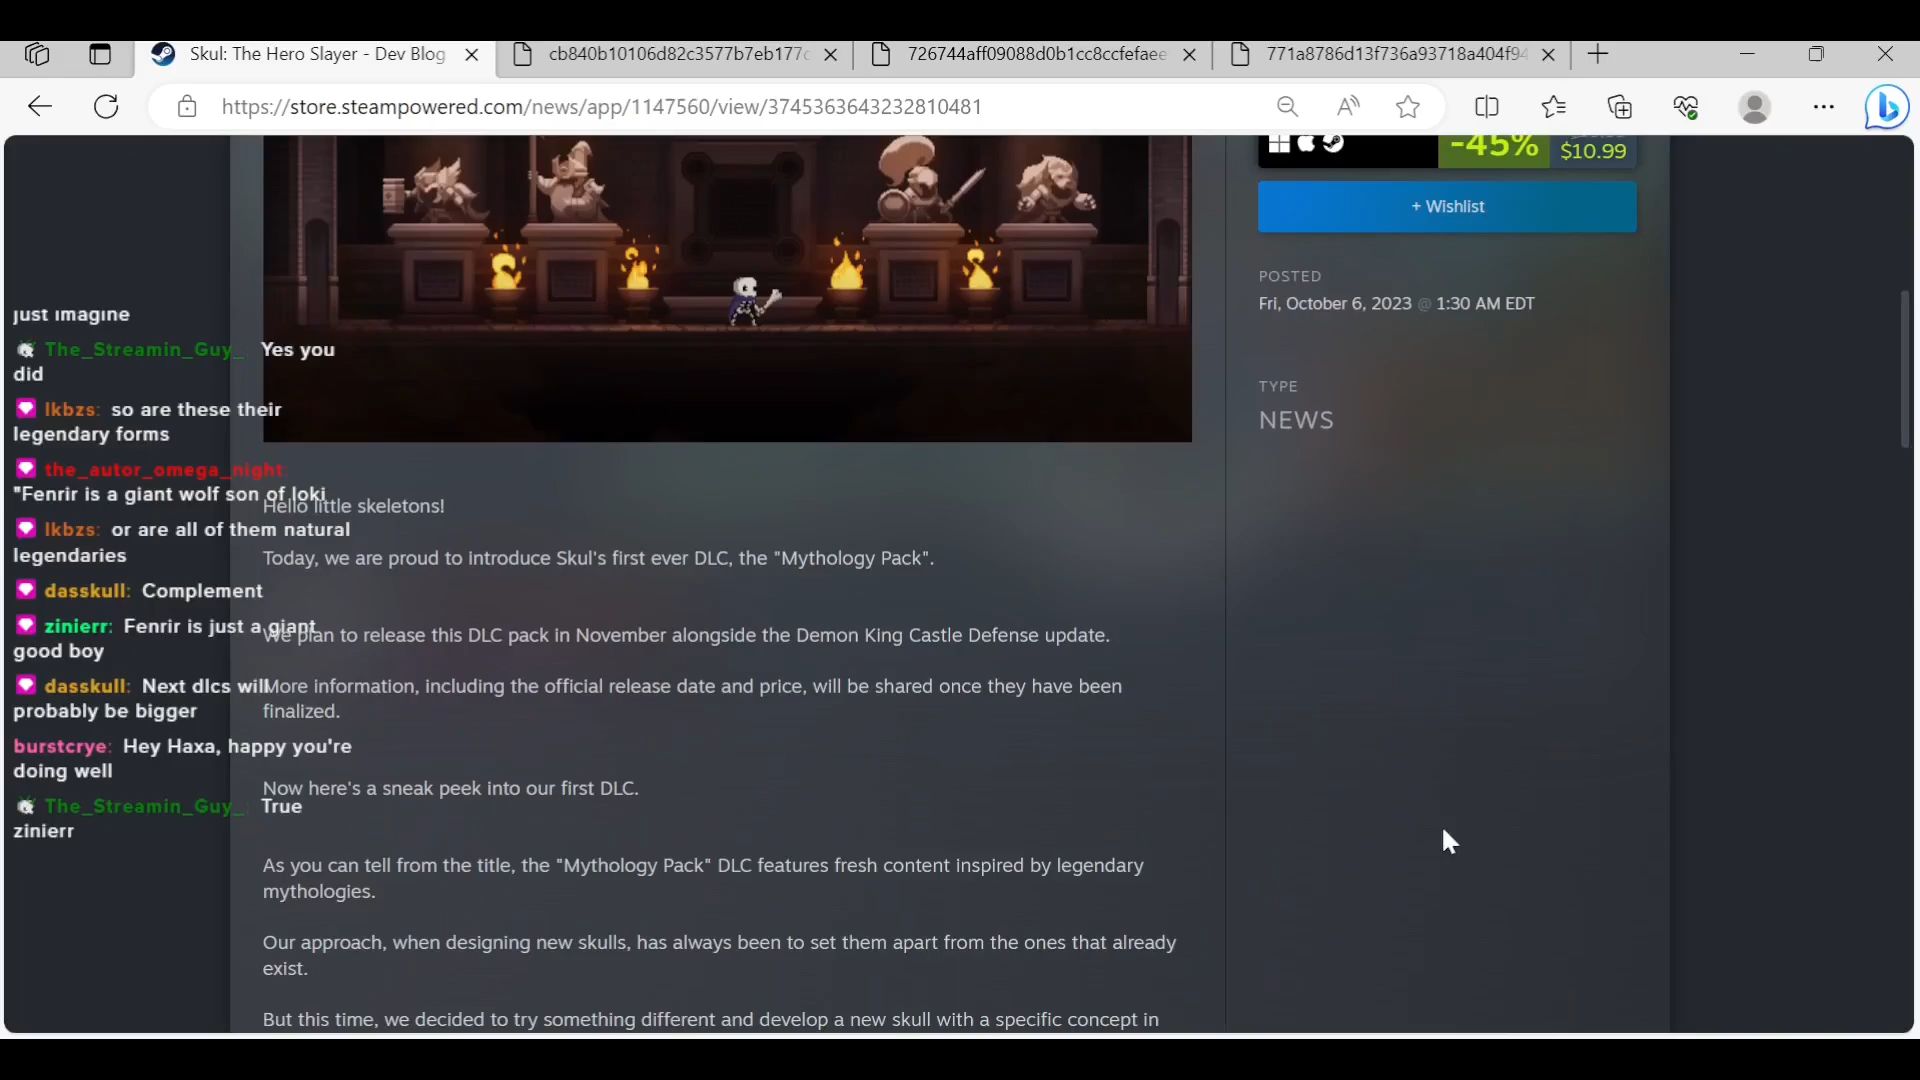 Skul: The Hero Slayer - Dev Blog
cb840b10106d82c3577b7eb177c
726744aff09088d0b1cc8ccfefaee
771a8786d13f736a93718a404f94
https://store.steampowered.com/news/app/1147560/view/3745363643232810481
-45%
$10.99
+ Wishlist
POSTED
Fri, October 6, 2023 @ 1:30 AM EDT
TYPE
NEWS
just imagine
The_Streamin_Guy_ Yes you
did
lkbzs: so are these their
legendary forms
the_autor_omega_night:
"Fenrir is a giant wolf son of loki
lkbzs: or are all of them natural
legendaries
dasskull: Complement
zinierr: Fenrir is just a giant
good boy
dasskull: Next dlcs will
probably be bigger
burstcrye: Hey Haxa, happy you're
doing well
The_Streamin_Guy_: True
zinierr
Hello little skeletons!
Today, we are proud to introduce Skul's first ever DLC, the "Mythology Pack".
We plan to release this DLC pack in November alongside the Demon King Castle Defense update.
More information, including the official release date and price, will be shared once they have been
finalized.
Now here's a sneak peek into our first DLC.
As you can tell from the title, the "Mythology Pack" DLC features fresh content inspired by legendary
mythologies.
Our approach, when designing new skulls, has always been to set them apart from the ones that already
exist.
But this time, we decided to try something different and develop a new skull with a specific concept in